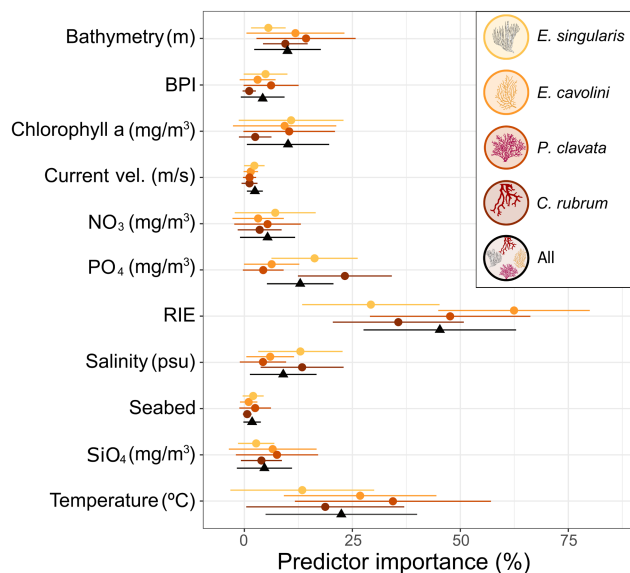 Bathymetry (m)
BPI
Chlorophyll a (mg/m³)
Current vel. (m/s)
NO₃ (mg/m³)
PO₄ (mg/m³)
RIE
Salinity (psu)
Seabed
SiO₄ (mg/m³)
Temperature (ºC)
0 25 50 75
Predictor importance (%)
E. singularis
E. cavolini
P. clavata
C. rubrum
All